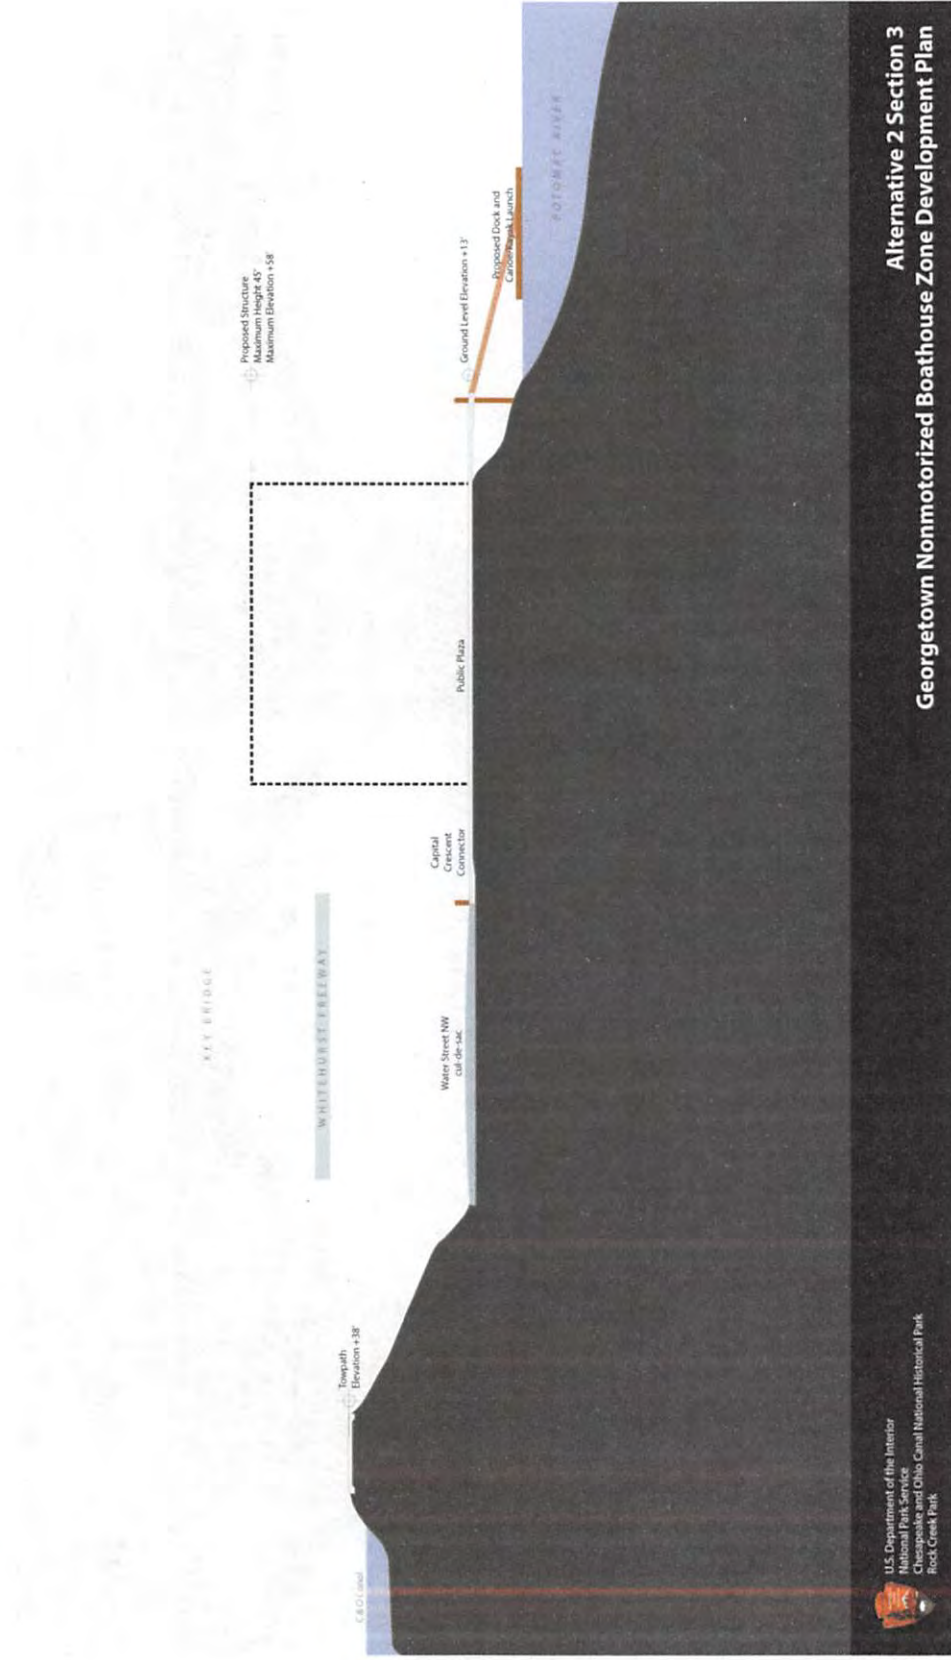 C&O Canal
Towpath
Elevation +38'
KEY BRIDGE
WHITEHURST FREEWAY
Water Street NW
cul-de-sac
Capital
Crescent
Connector
Public Plaza
Proposed Structure
Maximum Height 45'
Maximum Elevation +58'
Ground Level Elevation +13'
Proposed Dock and
Canoe/Kayak Launch
POTOMAC RIVER
U.S. Department of the Interior
National Park Service
Chesapeake and Ohio Canal National Historical Park
Rock Creek Park
Alternative 2 Section 3
Georgetown Nonmotorized Boathouse Zone Development Plan